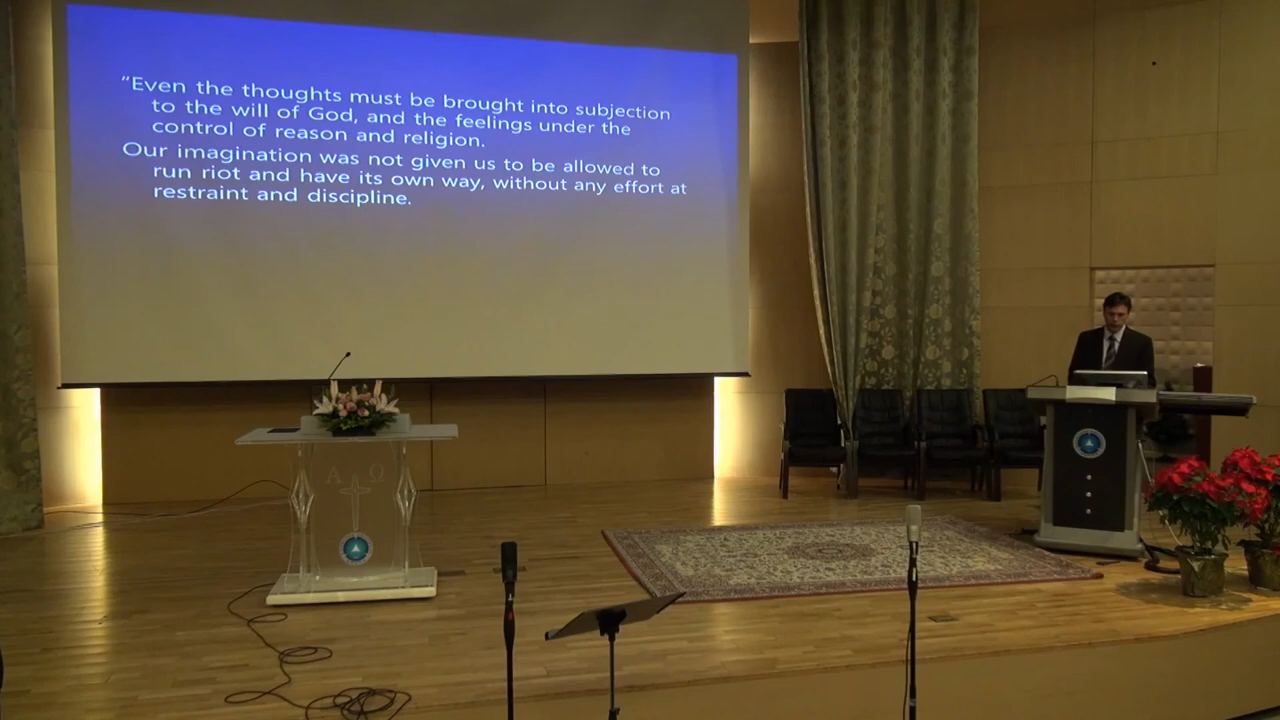 “Even the thoughts must be brought into subjection
to the will of God, and the feelings under the
control of reason and religion.
Our imagination was not given us to be allowed to
run riot and have its own way, without any effort at
restraint and discipline.
Α Ω